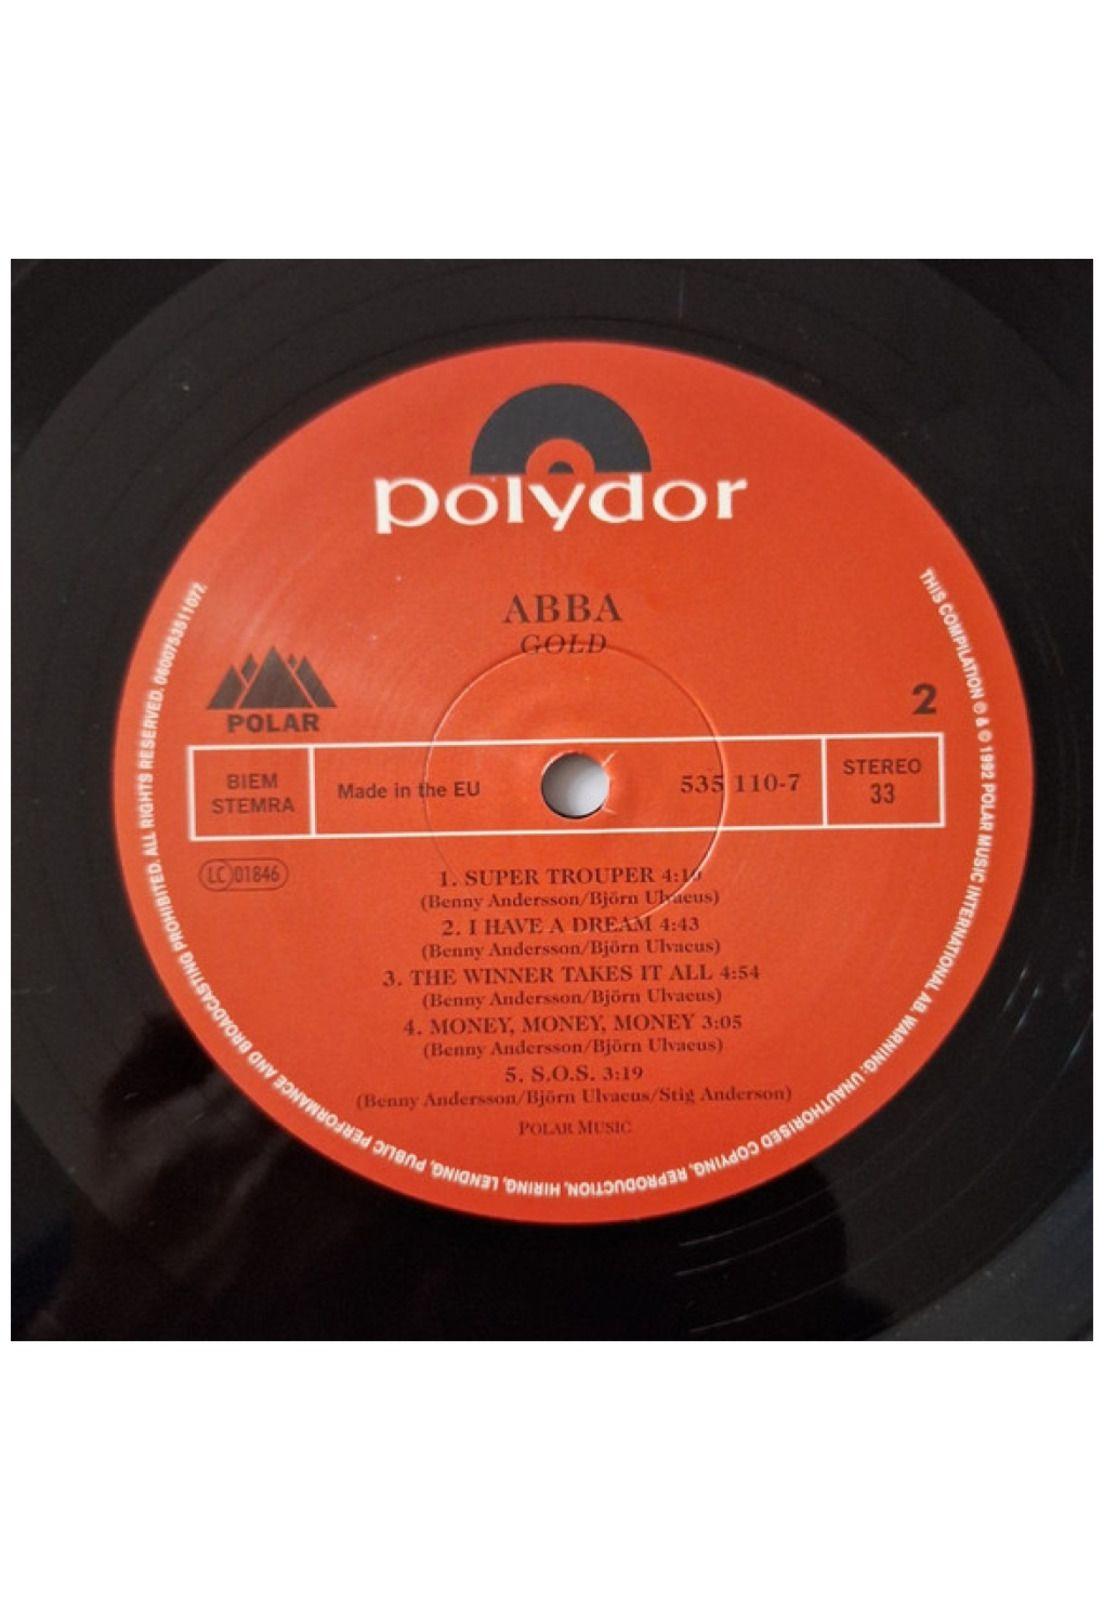 polydor
ABBA
GOLD
POLAR
2
BIEM
STEMRA
Made in the EU
535 110-7
STEREO
33
LC 01846
1. SUPER TROUPER 4:10
(Benny Andersson/Björn Ulvaeus)
2. I HAVE A DREAM 4:43
(Benny Andersson/Björn Ulvaeus)
3. THE WINNER TAKES IT ALL 4:54
(Benny Andersson/Björn Ulvaeus)
4. MONEY, MONEY, MONEY 3:05
(Benny Andersson/Björn Ulvaeus)
5. S.O.S. 3:19
(Benny Andersson/Björn Ulvaeus/Stig Anderson)
POLAR MUSIC
THIS COMPILATION ℗ & © 1992 POLAR MUSIC INTERNATIONAL AB. WARNING: UNAUTHORISED COPYING, REPRODUCTION, HIRING, LENDING, PUBLIC PERFORMANCE AND BROADCASTING PROHIBITED. ALL RIGHTS RESERVED. 0600753511077.